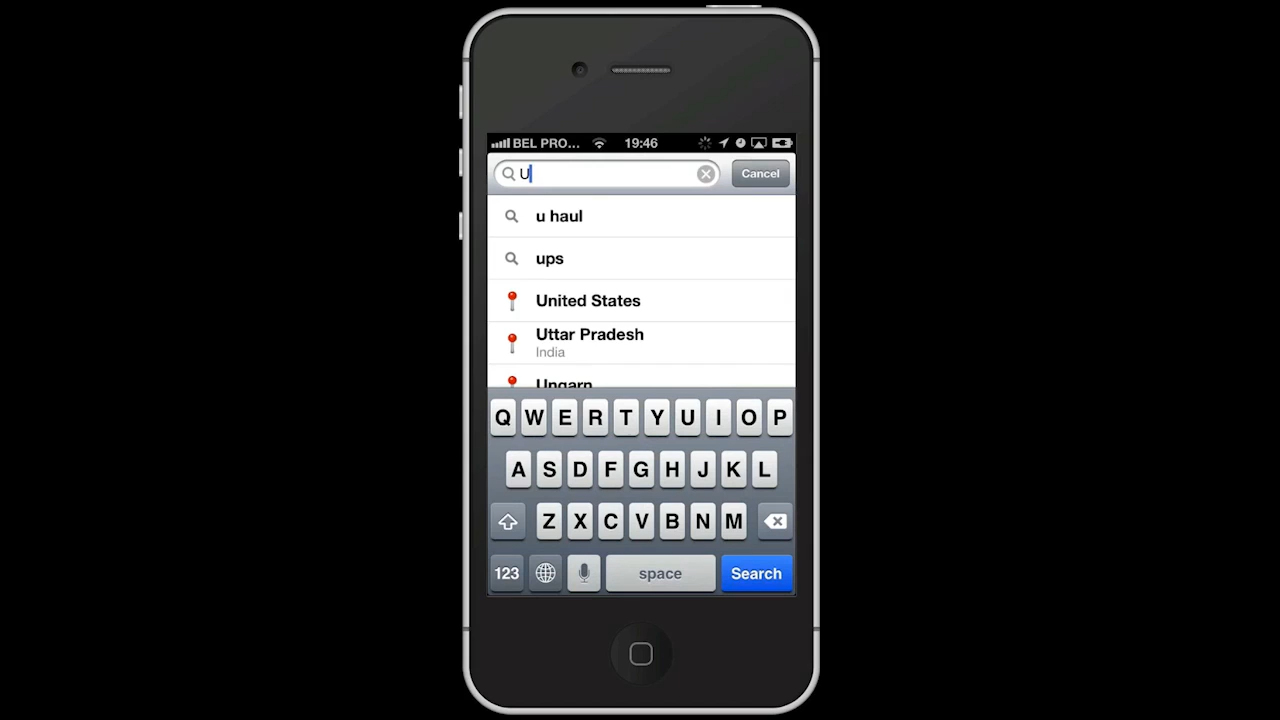 BEL PRO... 19:46
U Cancel
u haul
ups
United States
Uttar Pradesh
India
Ungarn
Q W E R T Y U I O P
A S D F G H J K L
Z X C V B N M
123 space Search